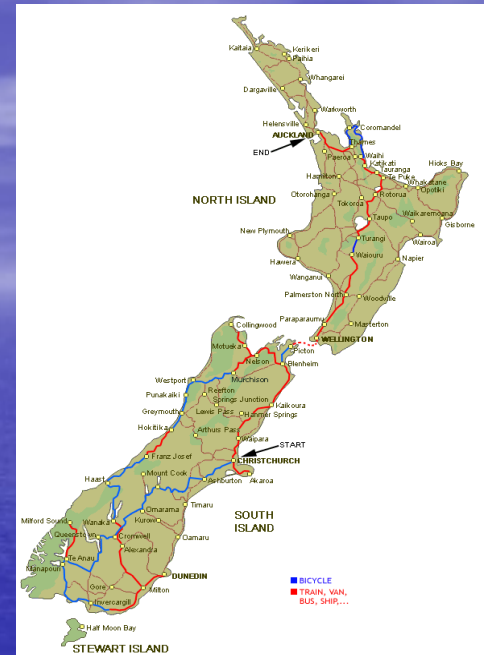 Kaitaia
Kerikeri
Paihia
Whangarei
Dargaville
Warkworth
Helensville
AUCKLAND
Coromandel
END
Thames
Paeroa
Waihi
Katikati
Tauranga
Te Puke
Hicks Bay
Hamilton
Whakatane
Opotiki
NORTH ISLAND
Otorohanga
Rotorua
Tokoroa
Waikaremoana
Gisborne
Taupo
New Plymouth
Turangi
Wairoa
Waiouru
Napier
Hawera
Wanganui
Palmerston North
Woodville
Paraparaumu
Masterton
Collingwood
WELLINGTON
Motueka
Picton
Nelson
Blenheim
Westport
Murchison
Punakaiki
Reefton
Springs Junction
Greymouth
Lewis Pass
Kaikoura
Hanmer Springs
Hokitika
Arthurs Pass
Waipara
START
Franz Josef
CHRISTCHURCH
Mount Cook
Haast
Ashburton
Akaroa
Timaru
Omarama
SOUTH
ISLAND
Milford Sound
Wanaka
Kurow
Queenstown
Cromwell
Oamaru
Alexandra
Te Anau
Manapouri
DUNEDIN
Gore
Milton
Invercargill
BICYCLE
TRAIN, VAN,
BUS, SHIP,...
Half Moon Bay
STEWART ISLAND